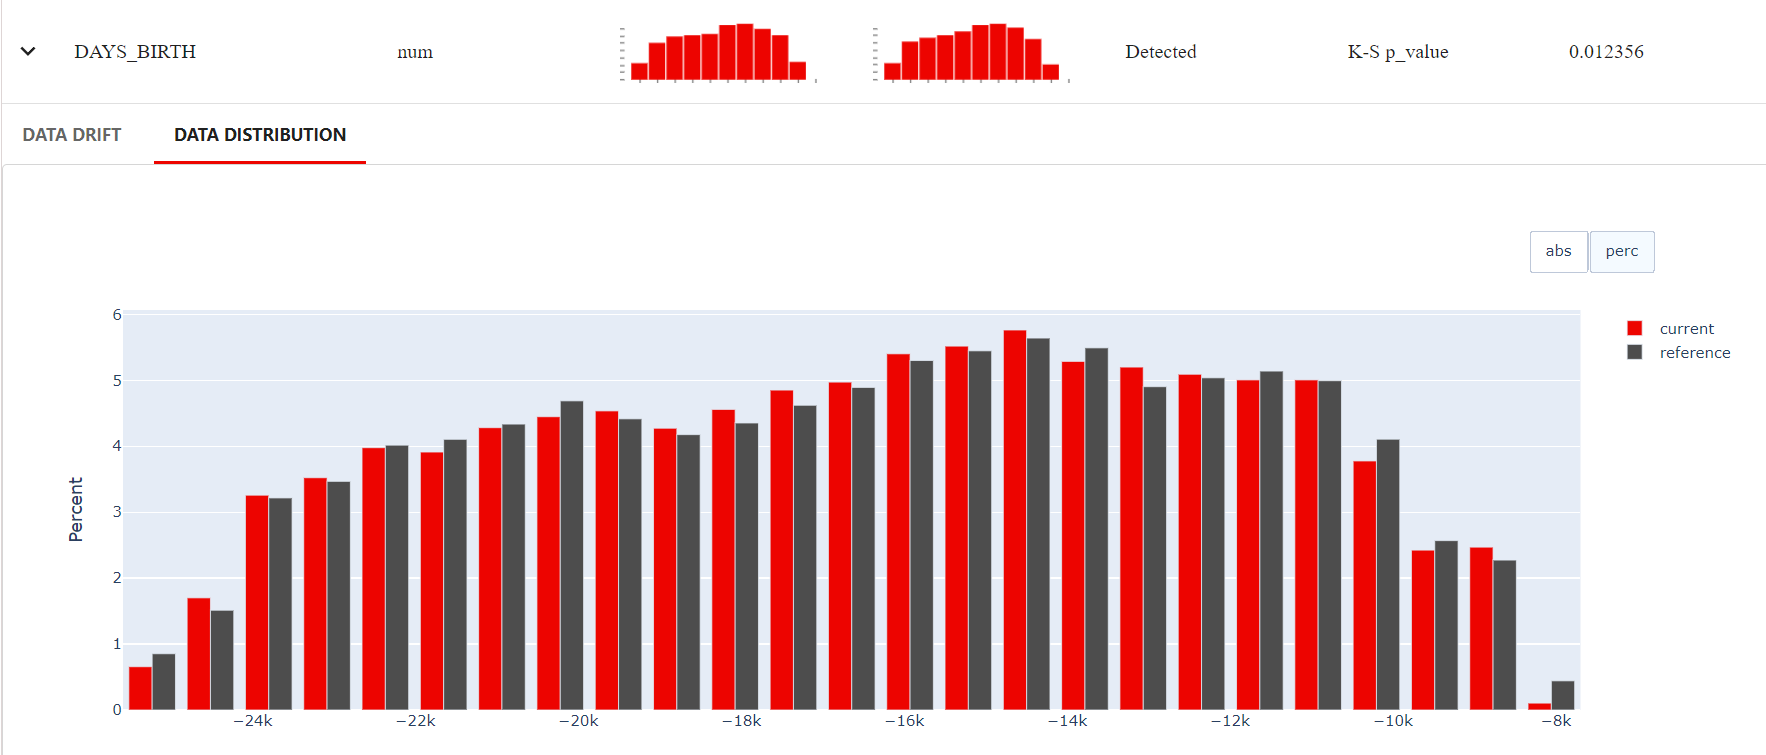 DAYS_BIRTH num Detected K-S p_value 0.012356
DATA DRIFT DATA DISTRIBUTION
abs perc
current
reference
Percent
6
5
4
3
2
1
0
−24k −22k −20k −18k −16k −14k −12k −10k −8k